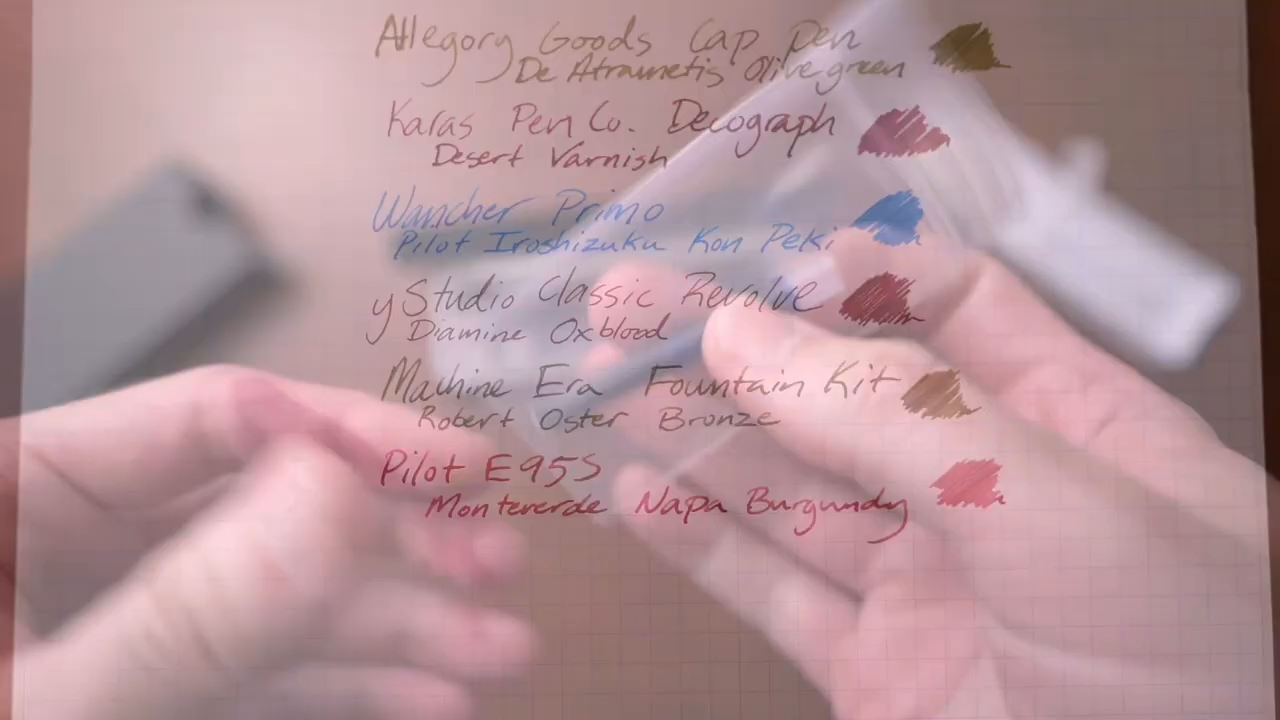 Allegory Goods Cap Pen
De Atramnetis Olive green
Karas Pen Co. Decograph
Desert Varnish
Wancher Primo
Pilot Iroshizuku Kon Peki
yStudio Classic Revolve
Diamine Oxblood
Machine Era Fountain Kit
Robert Oster Bronze
Pilot E95S
Monteverde Napa Burgundy